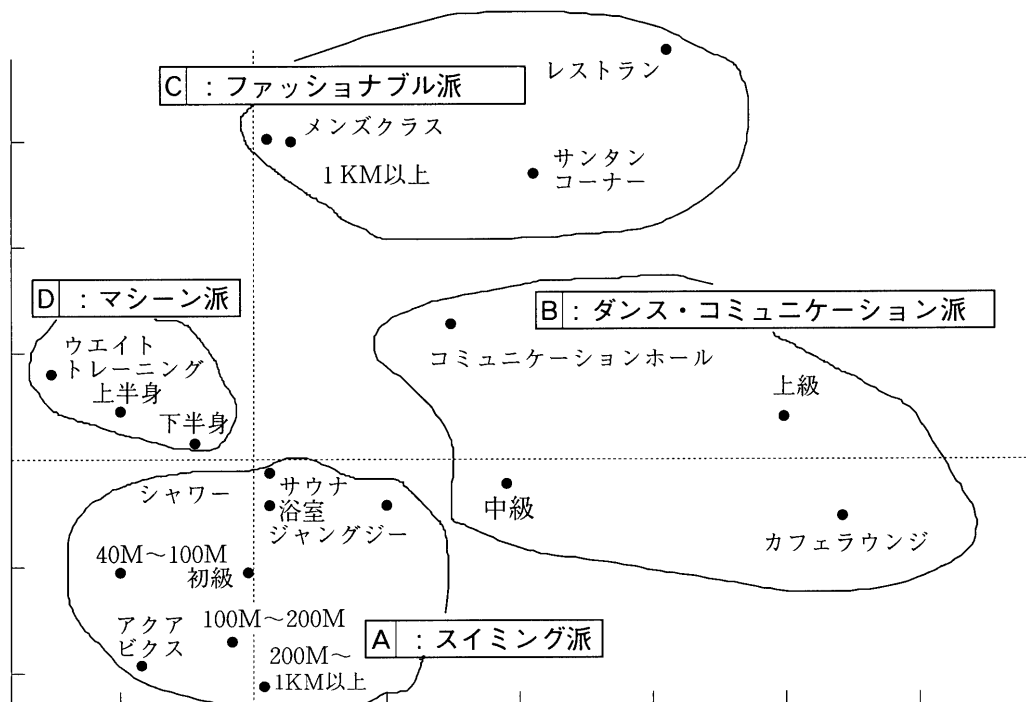 レストラン
C：ファッショナブル派
メンズクラス
1KM以上
サンタン
コーナー
D：マシーン派
B：ダンス・コミュニケーション派
ウエイト
トレーニング
上半身
下半身
コミュニケーションホール
上級
シャワー
サウナ
浴室
ジャングジー
中級
カフェラウンジ
40M〜100M
初級
アクア
ビクス
100M〜200M
A：スイミング派
200M〜
1KM以上